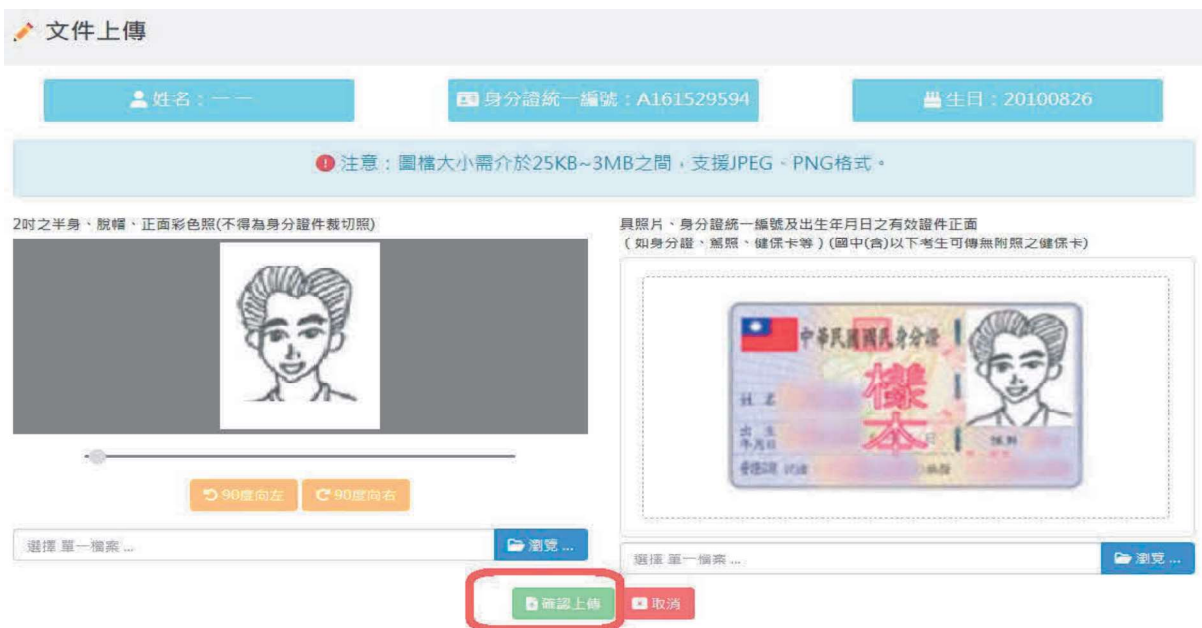 文件上傳
姓名：一 一
身分證統一編號：A161529594
生日：20100826
注意：圖檔大小需介於25KB~3MB之間，支援JPEG、PNG格式。
2吋之半身、脫帽、正面彩色照(不得為身分證件裁切照)
具照片、身分證統一編號及出生年月日之有效證件正面
（如身分證、駕照、健保卡等）(國中(含)以下考生可傳無附照之健保卡)
中華民國國民身分證
樣本
姓名
出生
年月日
日
90度向左
90度向右
選擇 單一檔案 ...
瀏覽 ...
選擇 單一檔案 ...
瀏覽 ...
確認上傳
取消